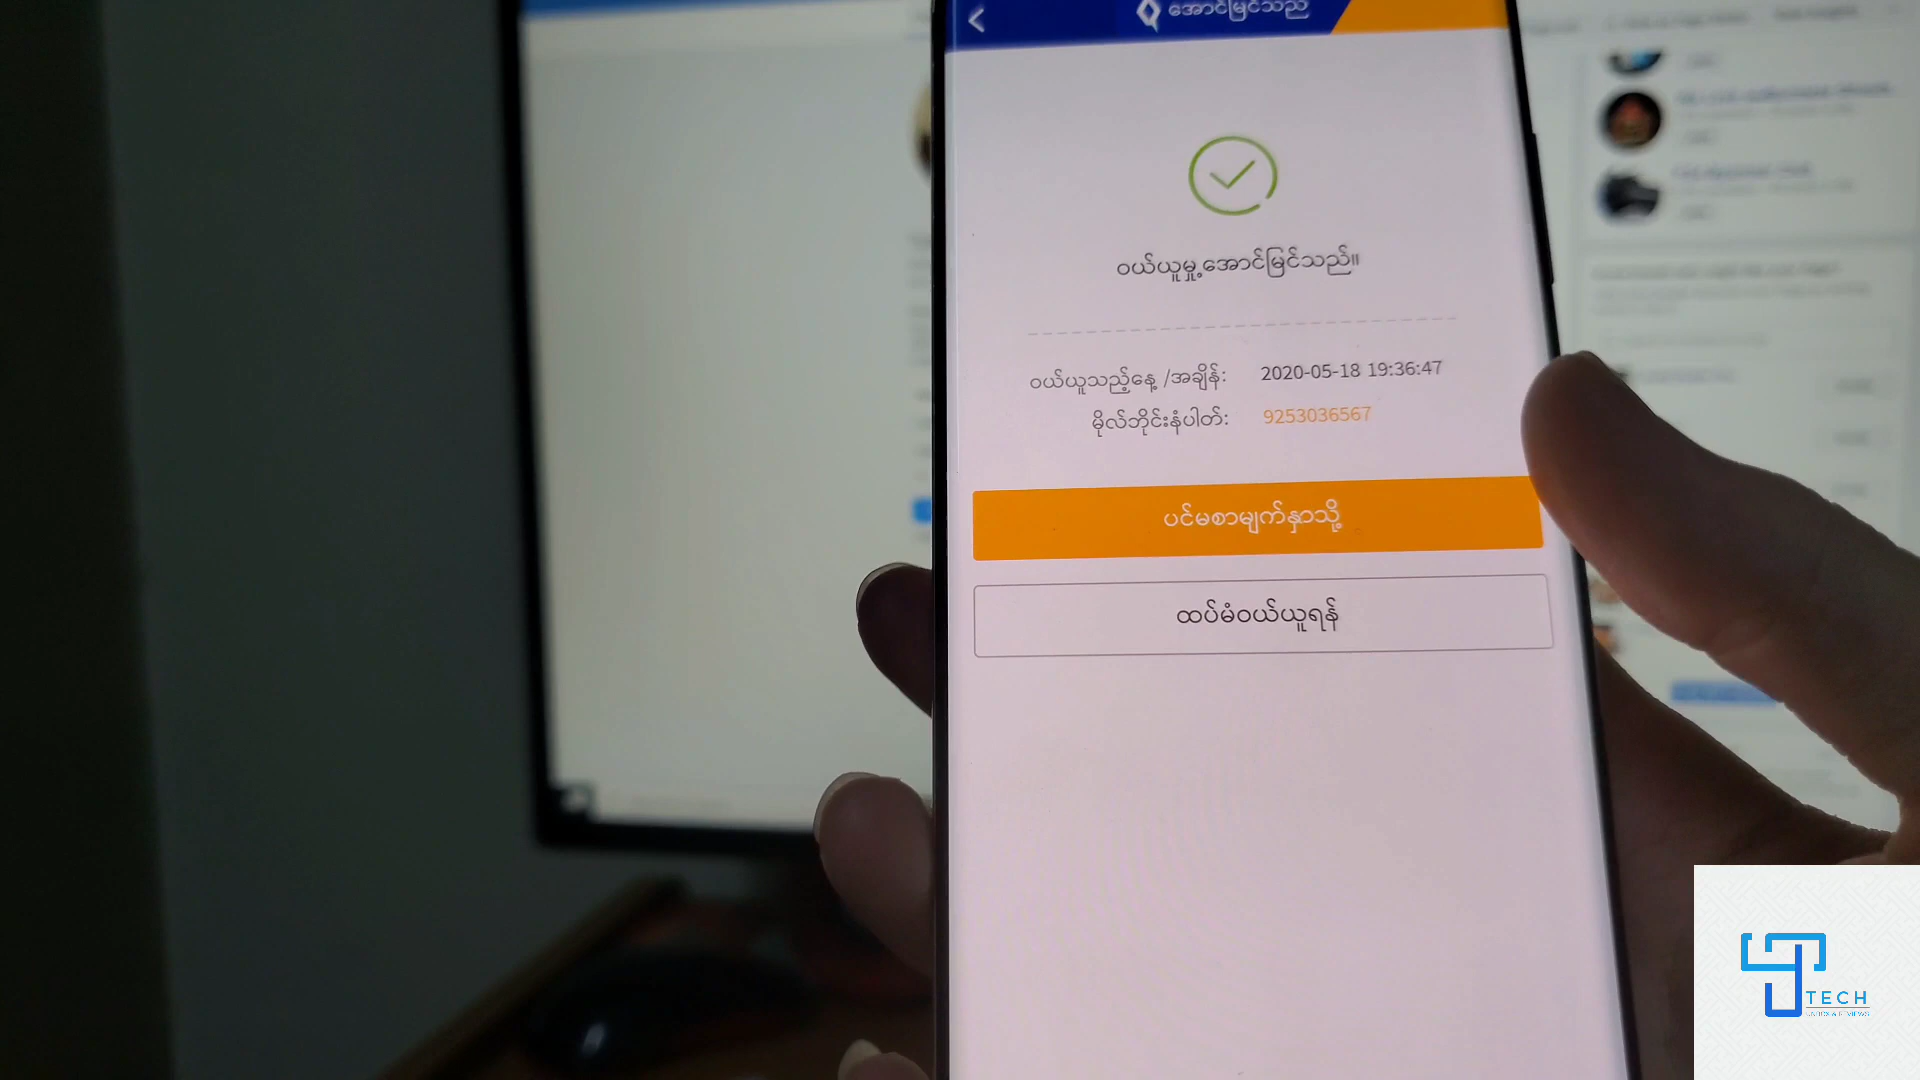 အောင်မြင်သည်
ဝယ်ယူမှု့အောင်မြင်သည်။
ဝယ်ယူသည့်နေ့ /အချိန်: 2020-05-18 19:36:47
မိုလ်ဘိုင်းနံပါတ်: 9253036567
ပင်မစာမျက်နှာသို့
ထပ်မံဝယ်ယူရန်
TECH
UNBOX & REVIEWS